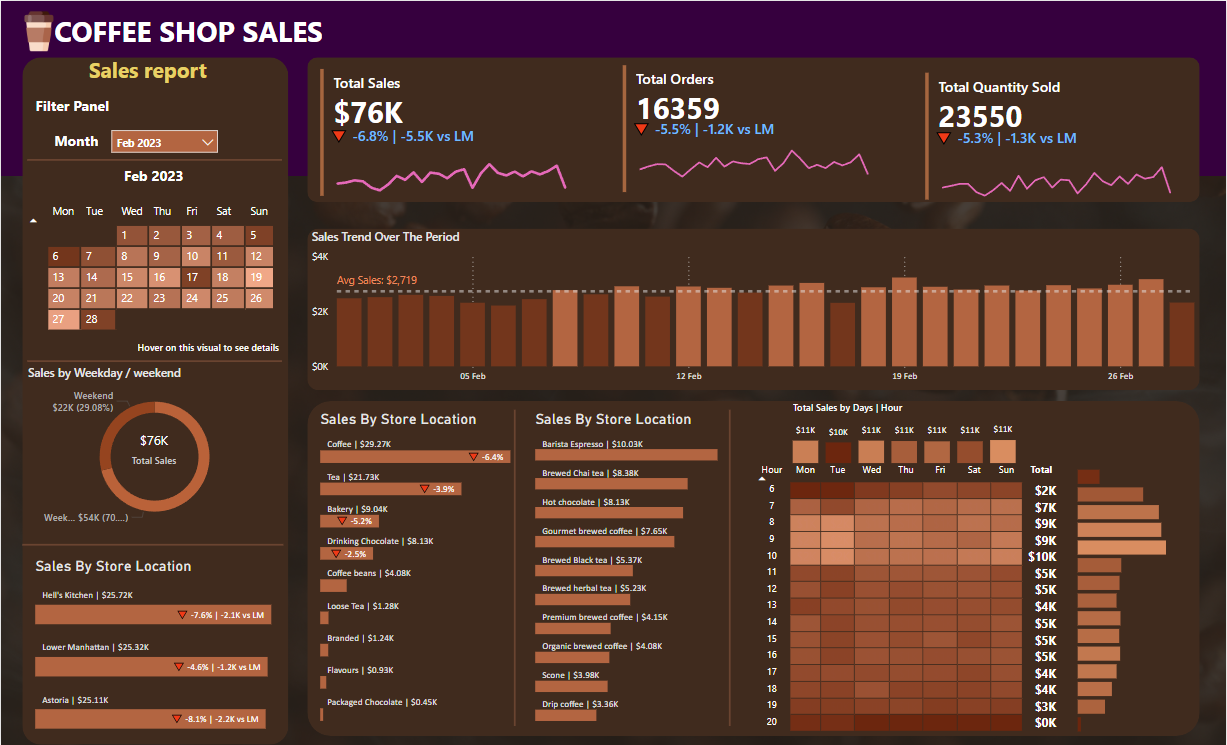 COFFEE SHOP SALES
Sales report
Filter Panel
Month Feb 2023
Feb 2023
Mon Tue Wed Thu Fri Sat Sun
1 2 3 4 5
6 7 8 9 10 11 12
13 14 15 16 17 18 19
20 21 22 23 24 25 26
27 28
Hover on this visual to see details
Sales by Weekday / weekend
Weekend
$22K (29.08%)
$76K
Total Sales
Week... $54K (70....)
Sales By Store Location
Hell's Kitchen | $25.72K
-7.6% | -2.1K vs LM
Lower Manhattan | $25.32K
-4.6% | -1.2K vs LM
Astoria | $25.11K
-8.1% | -2.2K vs LM
Total Sales
$76K
-6.8% | -5.5K vs LM
Total Orders
16359
-5.5% | -1.2K vs LM
Total Quantity Sold
23550
-5.3% | -1.3K vs LM
Sales Trend Over The Period
$4K
Avg Sales: $2,719
$2K
$0K
05 Feb 12 Feb 19 Feb 26 Feb
Sales By Store Location
Coffee | $29.27K
-6.4%
Tea | $21.73K
-3.9%
Bakery | $9.04K
-5.2%
Drinking Chocolate | $8.13K
-2.5%
Coffee beans | $4.08K
Loose Tea | $1.28K
Branded | $1.24K
Flavours | $0.93K
Packaged Chocolate | $0.45K
Sales By Store Location
Barista Espresso | $10.03K
Brewed Chai tea | $8.38K
Hot chocolate | $8.13K
Gourmet brewed coffee | $7.65K
Brewed Black tea | $5.37K
Brewed herbal tea | $5.23K
Premium brewed coffee | $4.15K
Organic brewed coffee | $4.08K
Scone | $3.98K
Drip coffee | $3.36K
Total Sales by Days | Hour
$11K $10K $11K $11K $11K $11K $11K
Hour Mon Tue Wed Thu Fri Sat Sun Total
6 $2K
7 $7K
8 $9K
9 $9K
10 $10K
11 $5K
12 $5K
13 $4K
14 $5K
15 $5K
16 $5K
17 $4K
18 $4K
19 $3K
20 $0K